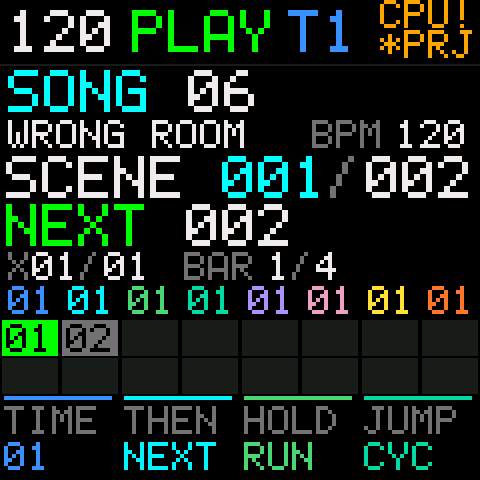 120 PLAY T1 CPU!
*PRJ
SONG 06
WRONG ROOM BPM 120
SCENE 001/002
NEXT 002
X01/01 BAR 1/4
01 01 01 01 01 01 01 01
01 02
TIME THEN HOLD JUMP
01 NEXT RUN CYC